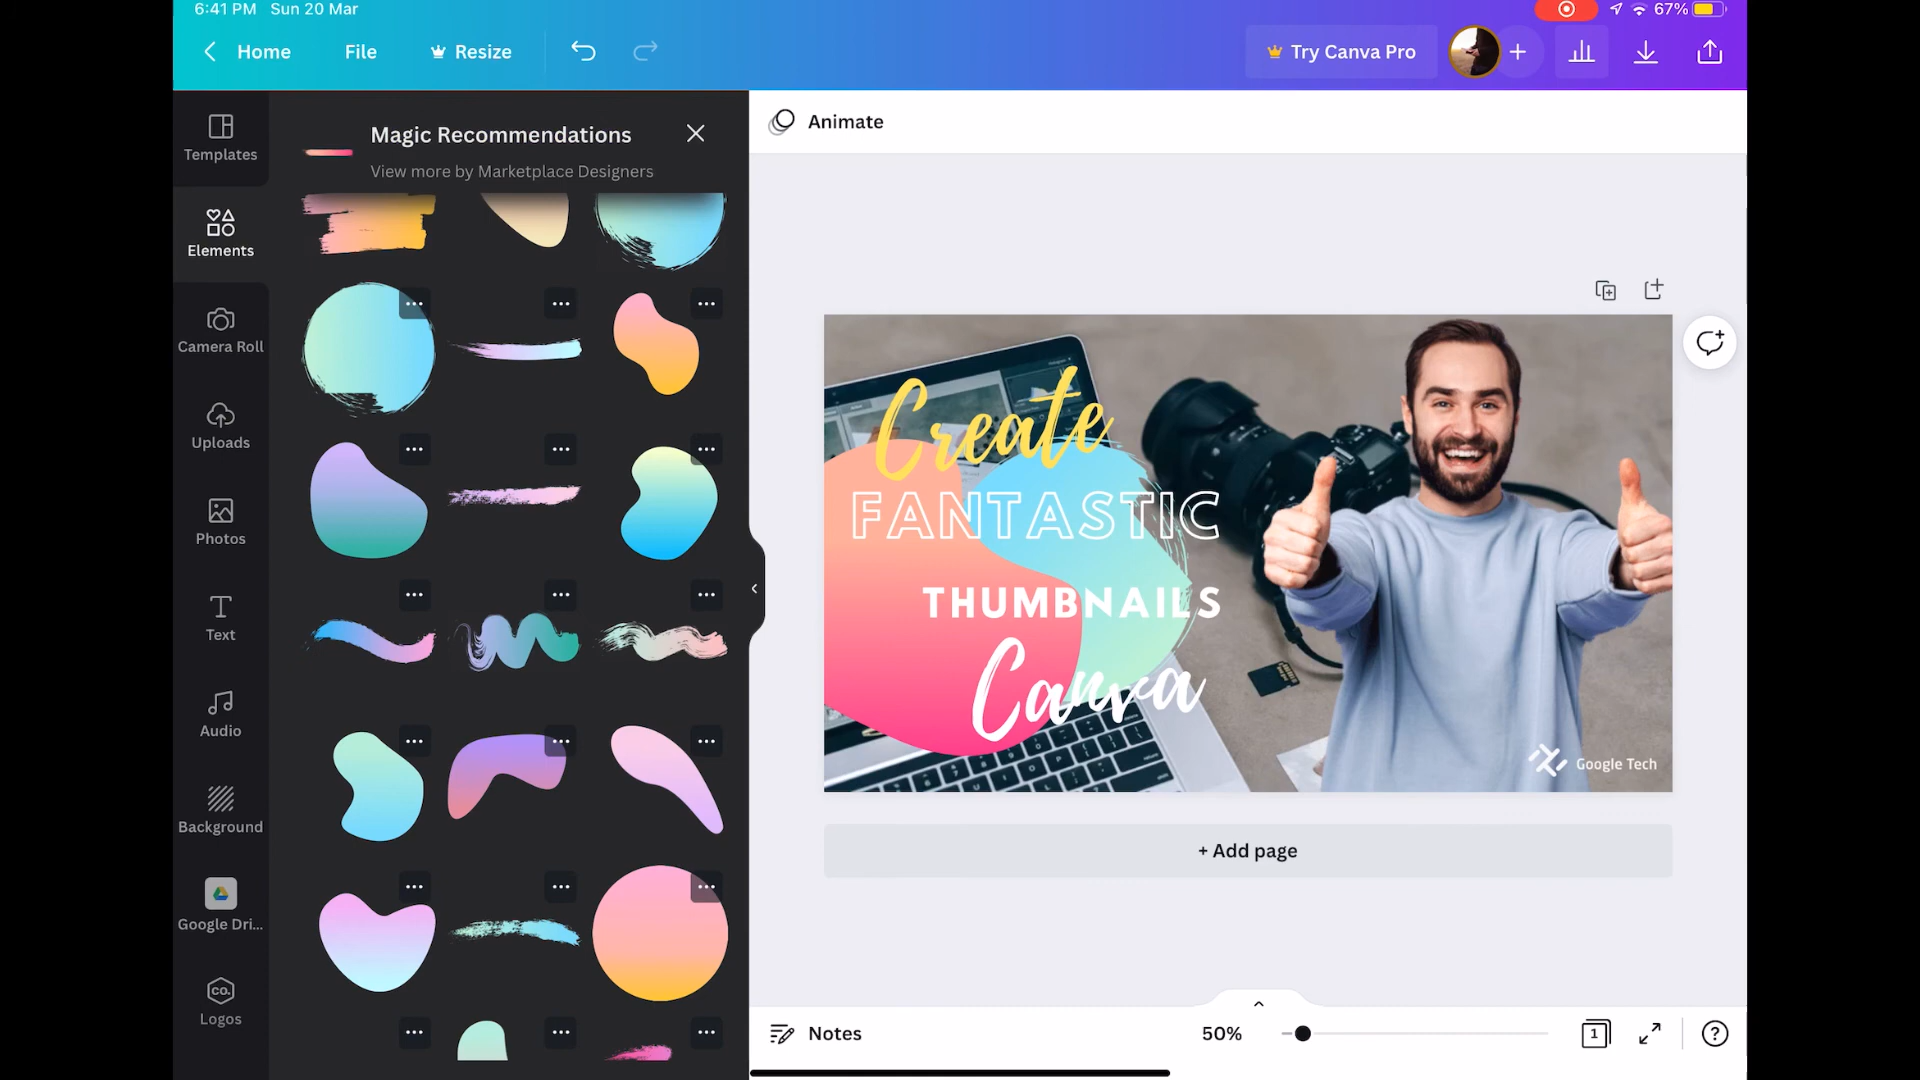 6:41 PM Sun 20 Mar
67%
Home
File
Resize
Try Canva Pro
Templates
Elements
Camera Roll
Uploads
Photos
Text
Audio
Background
Google Dri...
CO.
Logos
Magic Recommendations
View more by Marketplace Designers
Animate
Create
FANTASTIC
THUMBNAILS
Canva
Google Tech
+ Add page
Notes
50%
1
?